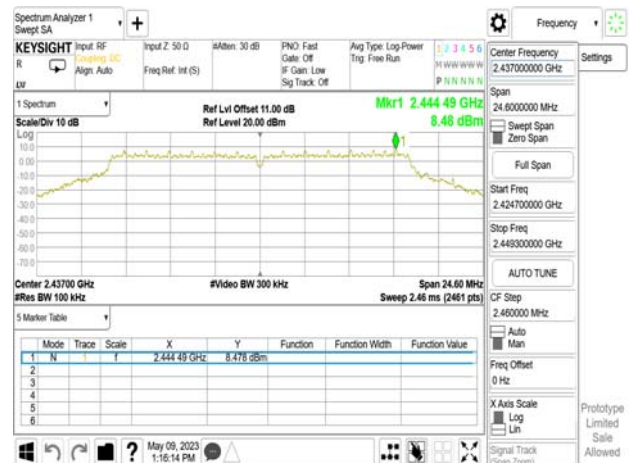 Spectrum Analyzer 1
Swept SA
Frequency
KEYSIGHT
R
Input: RF
Coupling: DC
Align: Auto
Input Z: 50 Ω
Freq Ref: Int (S)
#Atten: 30 dB
PNO: Fast
Gate: Off
IF Gain: Low
Sig Track: Off
Avg Type: Log-Power
Trig: Free Run
1 2 3 4 5 6
M W W W W W
P N N N N N
LW
1 Spectrum
Scale/Div 10 dB
Log
Ref Lvl Offset 11.00 dB
Ref Level 20.00 dBm
Mkr1 2.444 49 GHz
8.48 dBm
1
10.0
0.00
-10.0
-20.0
-30.0
-40.0
-50.0
-60.0
-70.0
Center 2.43700 GHz
#Res BW 100 kHz
#Video BW 300 kHz
Span 24.60 MHz
Sweep 2.46 ms (2461 pts)
5 Marker Table
Mode Trace Scale X Y Function Function Width Function Value
1 N 1 f 2.444 49 GHz 8.478 dBm
2
3
4
5
6
May 09, 2023
1:16:14 PM
Center Frequency
2.437000000 GHz
Settings
Span
24.6000000 MHz
Swept Span
Zero Span
Full Span
Start Freq
2.424700000 GHz
Stop Freq
2.449300000 GHz
AUTO TUNE
CF Step
2.460000 MHz
Auto
Man
Freq Offset
0 Hz
X Axis Scale
Log
Lin
Signal Track
(Span Zoom)
Prototype
Limited
Sale
Allowed